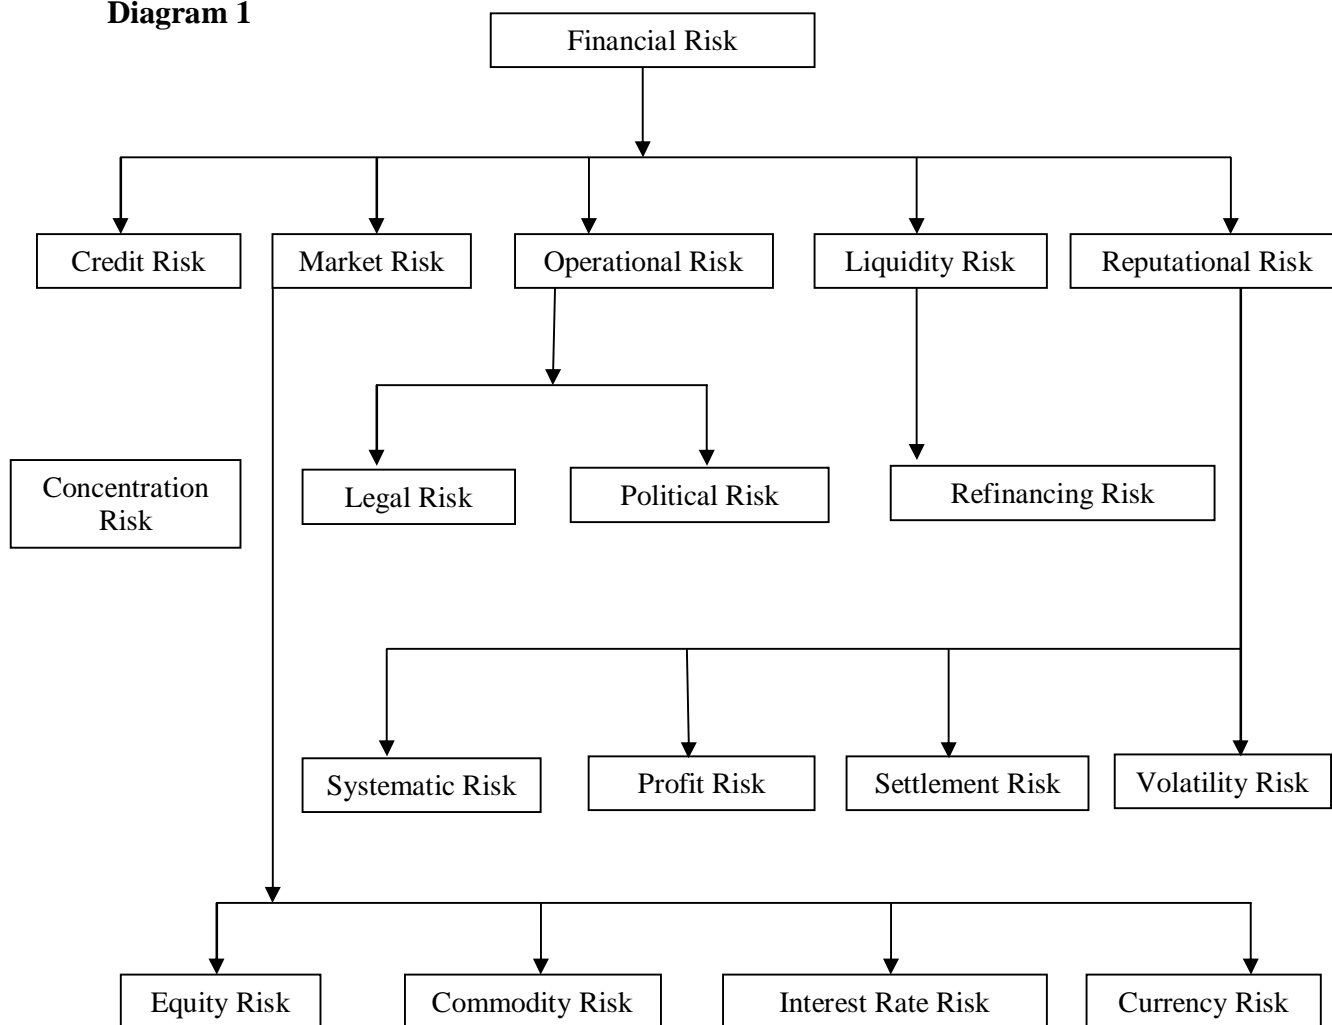 Diagram 1
Financial Risk
Credit Risk
Market Risk
Operational Risk
Liquidity Risk
Reputational Risk
Concentration
Risk
Legal Risk
Political Risk
Refinancing Risk
Systematic Risk
Profit Risk
Settlement Risk
Volatility Risk
Equity Risk
Commodity Risk
Interest Rate Risk
Currency Risk